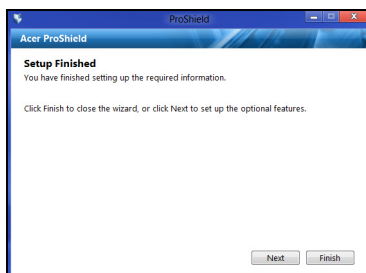 ProShield
Acer ProShield
Setup Finished
You have finished setting up the required information.
Click Finish to close the wizard, or click Next to set up the optional features.
Next Finish